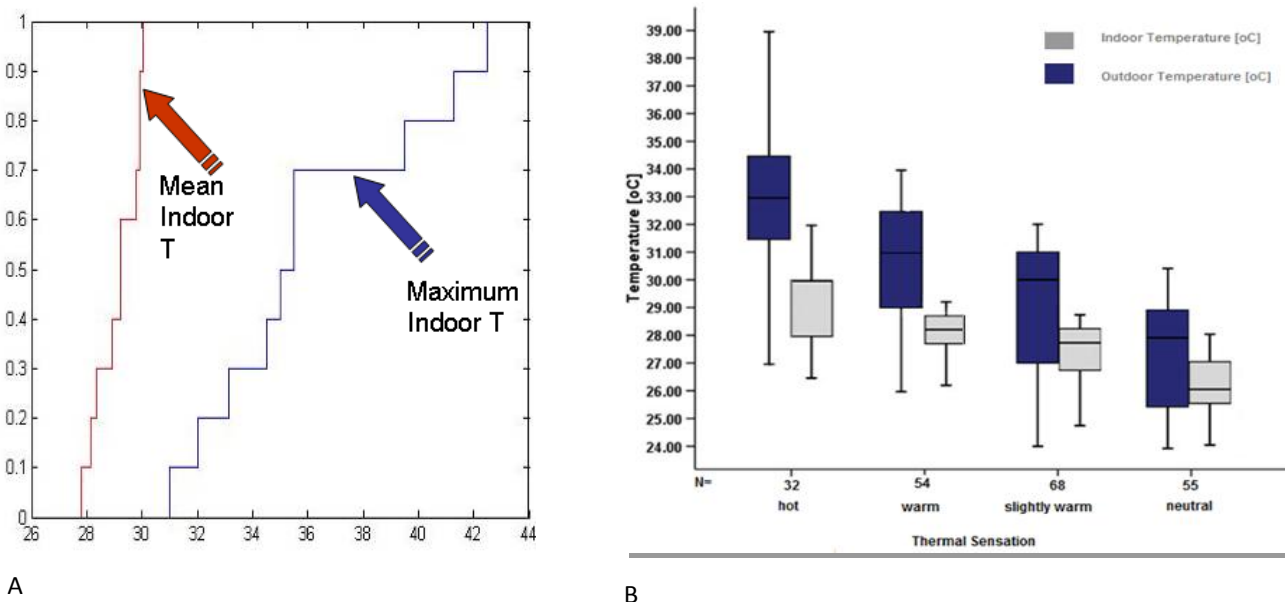 1
0.9
0.8
0.7
0.6
0.5
0.4
0.3
0.2
0.1
0
26 28 30 32 34 36 38 40 42 44
Mean
Indoor
T
Maximum
Indoor T
A
Temperature [oC]
39.00
38.00
37.00
36.00
35.00
34.00
33.00
32.00
31.00
30.00
29.00
28.00
27.00
26.00
25.00
24.00
Indoor Temperature [oC]
Outdoor Temperature [oC]
N= 32 54 68 55
hot warm slightly warm neutral
Thermal Sensation
B